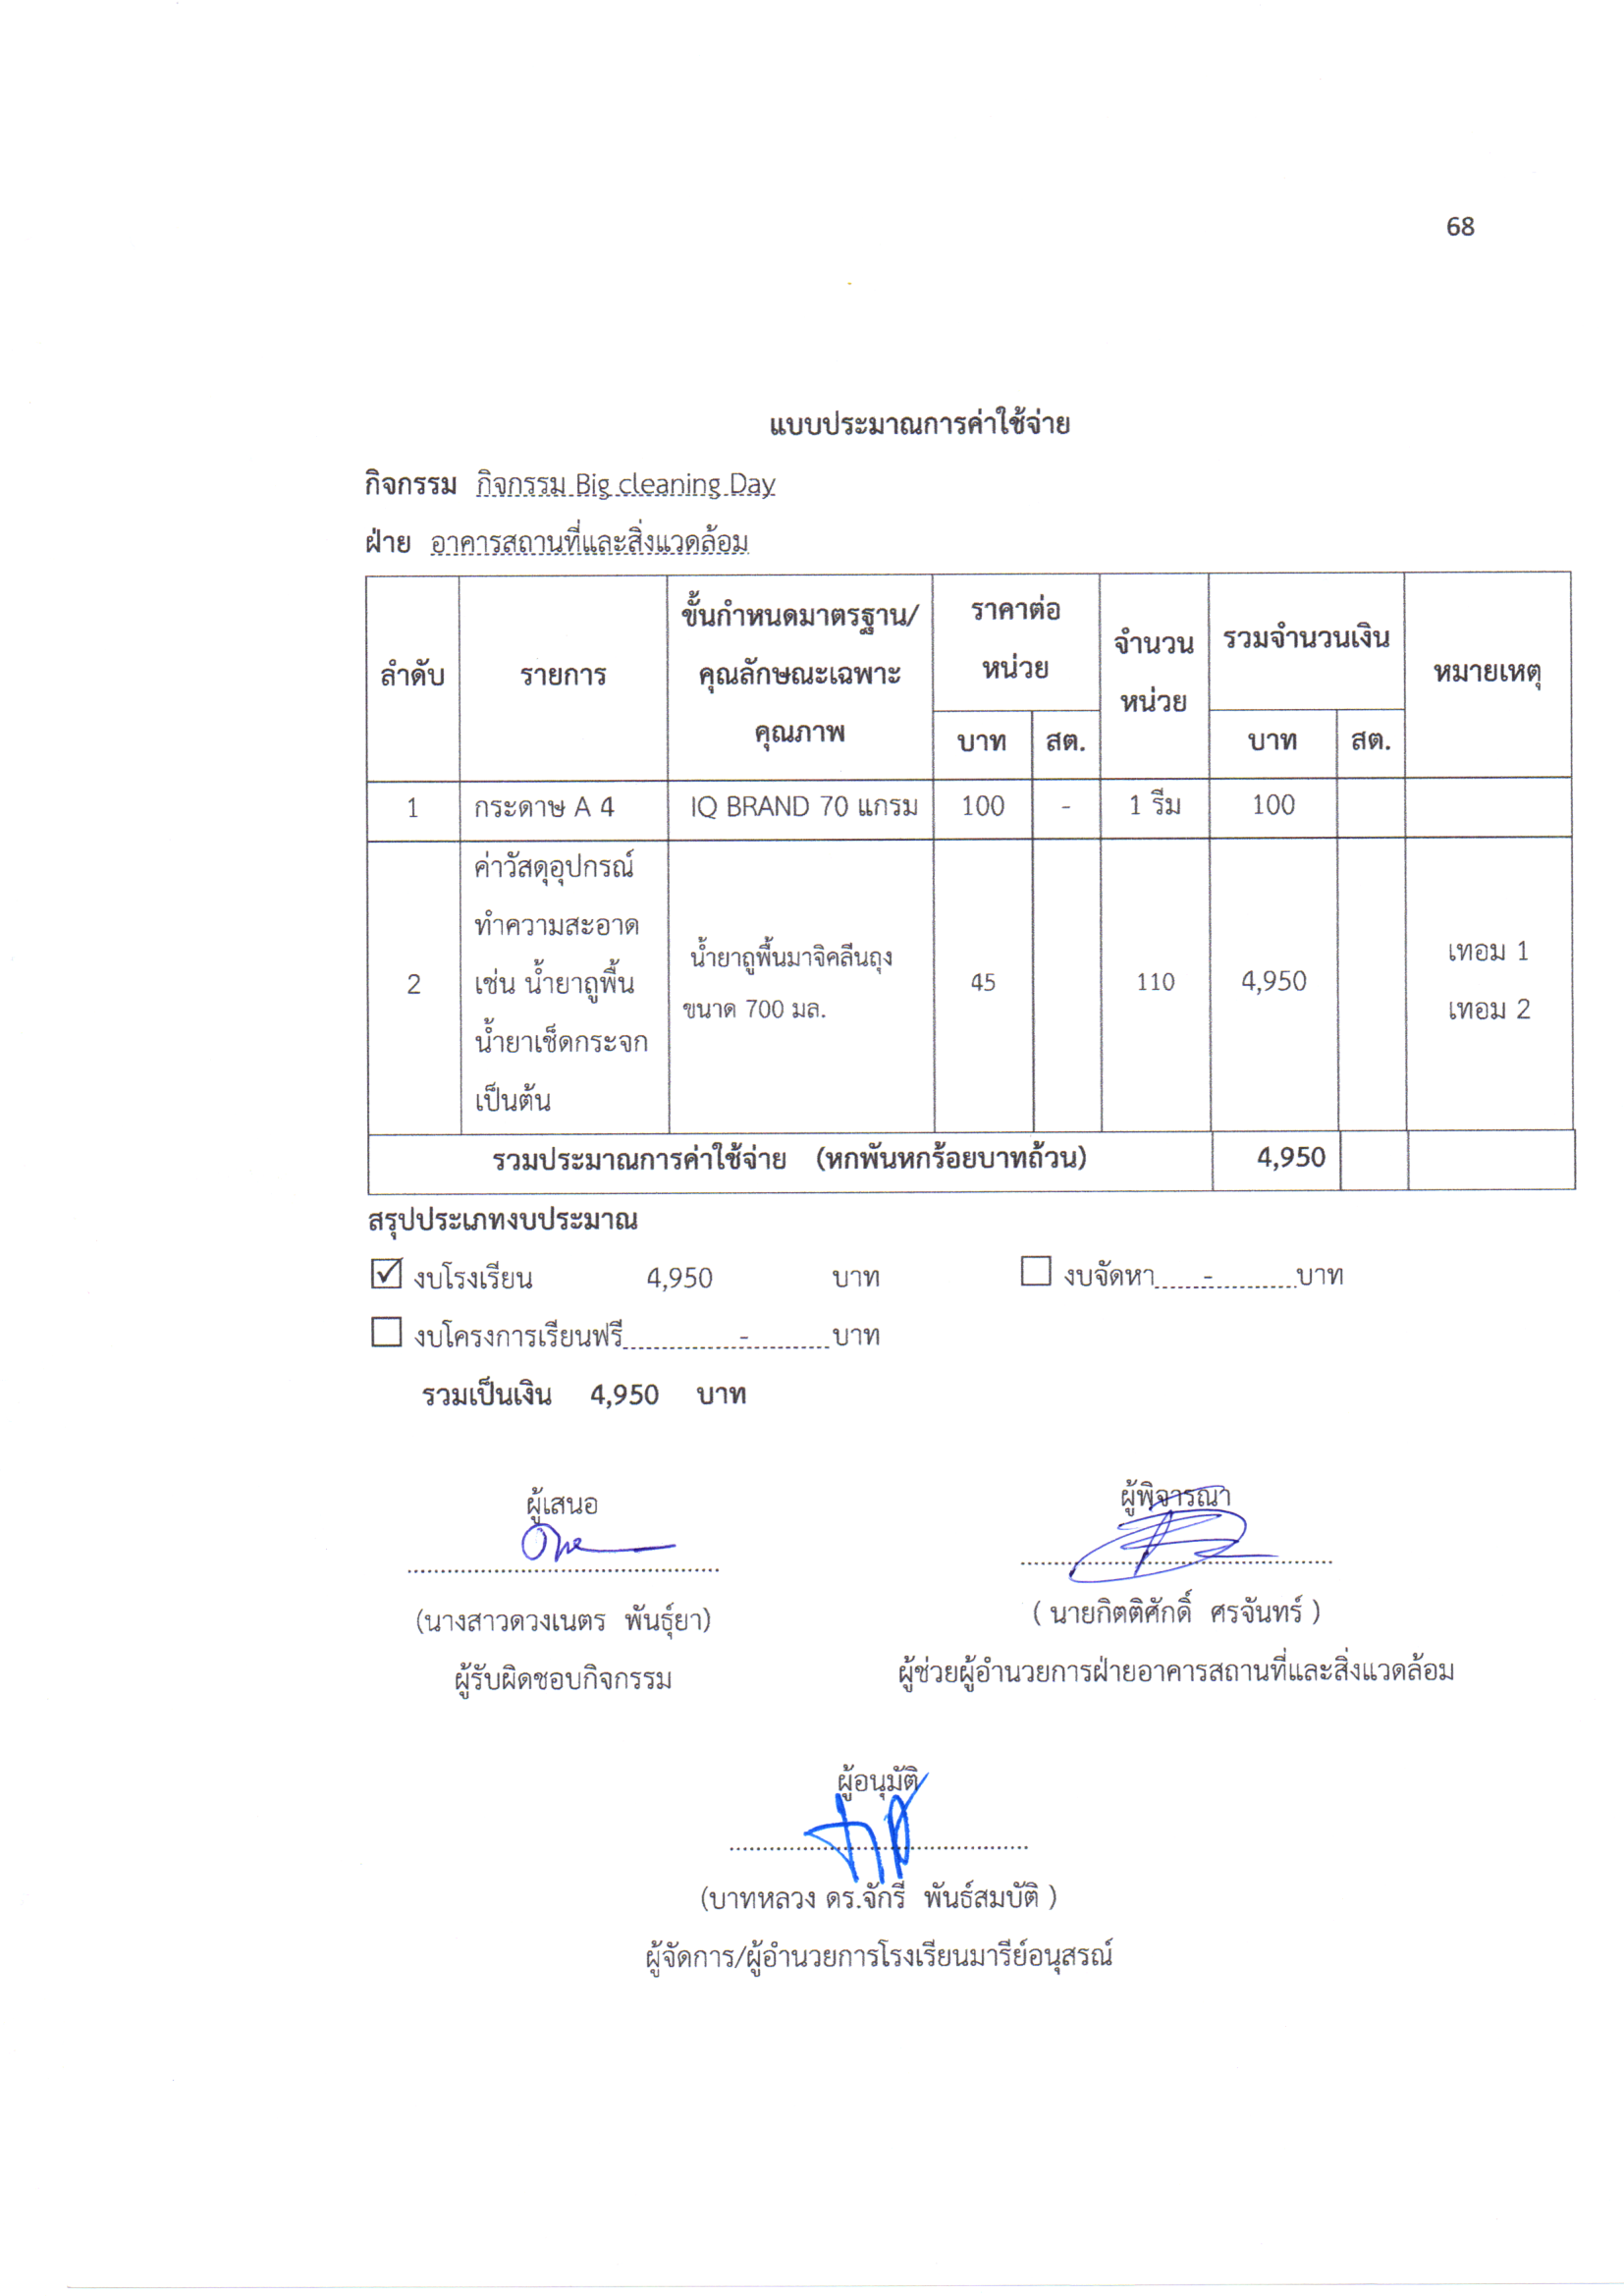 68
แบบประมาณการค่าใช้จ่าย
กิจกรรม กิจกรรม Big cleaning Day
ฝ่าย อาคารสถานที่และสิ่งแวดล้อม
ลำดับ รายการ ขั้นกำหนดมาตรฐาน/ คุณลักษณะเฉพาะ คุณภาพ ราคาต่อ หน่วย จำนวน หน่วย รวมจำนวนเงิน หมายเหตุ
บาท สต. บาท สต.
1 กระดาษ A 4 IQ BRAND 70 แกรม 100 - 1 รีม 100
ค่าวัสดุอุปกรณ์
ทำความสะอาด
2 เช่น น้ำยาถูพื้น น้ำยาถูพื้นมาจิคลีนถุง 45 110 4,950 เทอม 1
น้ำยาเช็ดกระจก ขนาด 700 มล. เทอม 2
เป็นต้น
รวมประมาณการค่าใช้จ่าย (หกพันหกร้อยบาทถ้วน) 4,950
สรุปประเภทงบประมาณ
☑ งบโรงเรียน 4,950 บาท ☐ งบจัดหา......-............บาท
☐ งบโครงการเรียนฟรี...............-...........บาท
รวมเป็นเงิน 4,950 บาท
ผู้เสนอ ผู้พิจารณา
(นางสาวดวงเนตร พันธุ์ยา) ( นายกิตติศักดิ์ ศรจันทร์ )
ผู้รับผิดชอบกิจกรรม ผู้ช่วยผู้อำนวยการฝ่ายอาคารสถานที่และสิ่งแวดล้อม
ผู้อนุมัติ
(บาทหลวง ดร.จักรี พันธ์สมบัติ )
ผู้จัดการ/ผู้อำนวยการโรงเรียนมารีย์อนุสรณ์